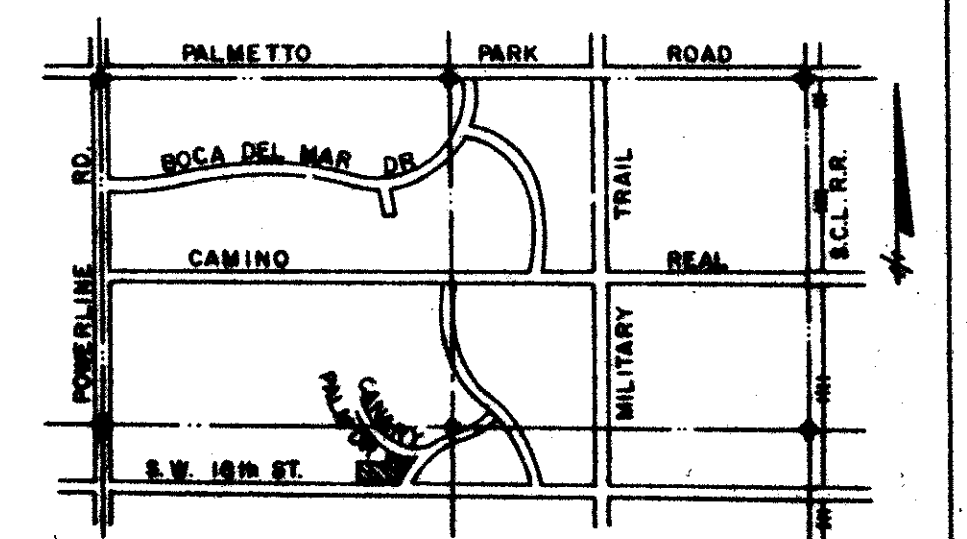 PALMETTO PARK ROAD
BOCA DEL MAR DR
POWERLINE RD.
MILITARY TRAIL
S.C.L. R.R.
CAMINO REAL
CANARY
PALM DR
S.W. 18th ST.